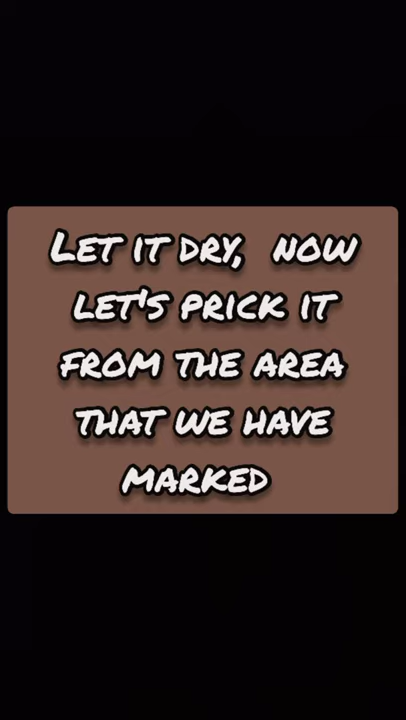 LET IT DRY, NOW
LET'S PRICK IT
FROM THE AREA
THAT WE HAVE
MARKED